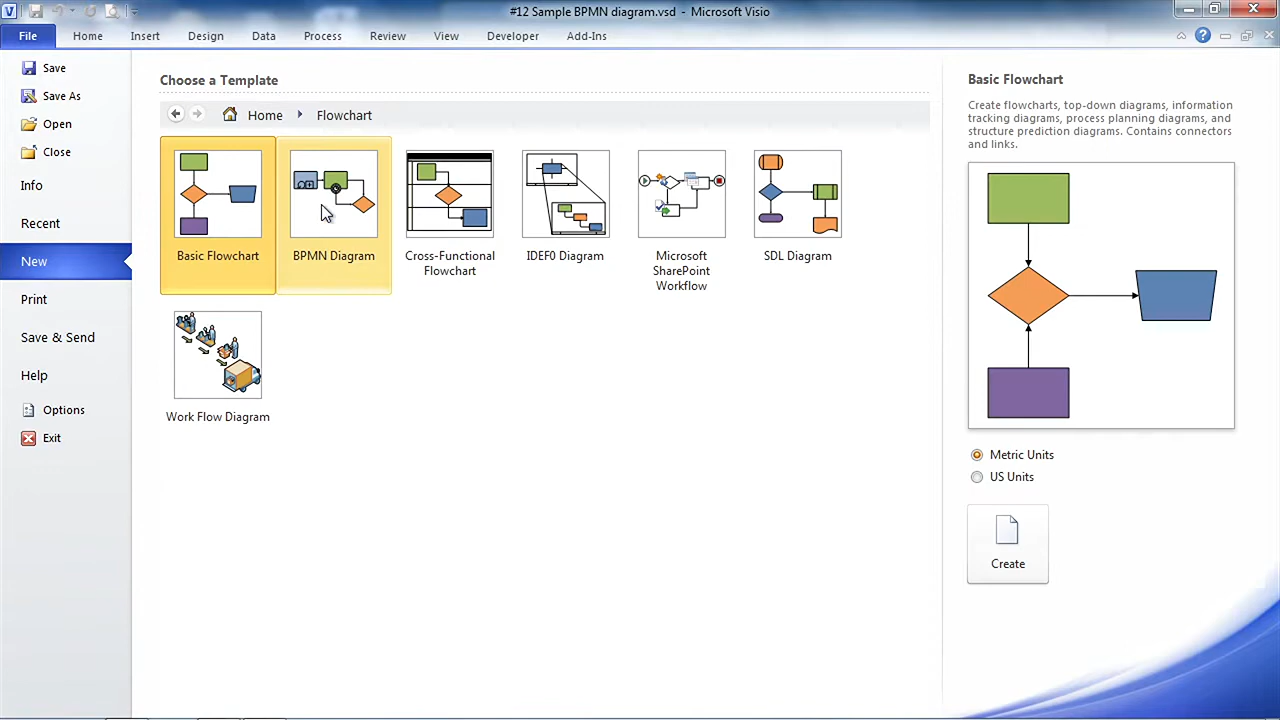 #12 Sample BPMN diagram.vsd - Microsoft Visio
File Home Insert Design Data Process Review View Developer Add-Ins
Save
Save As
Open
Close
Info
Recent
New
Print
Save & Send
Help
Options
Exit
Choose a Template
Home Flowchart
Basic Flowchart
BPMN Diagram
Cross-Functional
Flowchart
IDEF0 Diagram
Microsoft
SharePoint
Workflow
SDL Diagram
Work Flow Diagram
Basic Flowchart
Create flowcharts, top-down diagrams, information
tracking diagrams, process planning diagrams, and
structure prediction diagrams. Contains connectors
and links.
Metric Units
US Units
Create